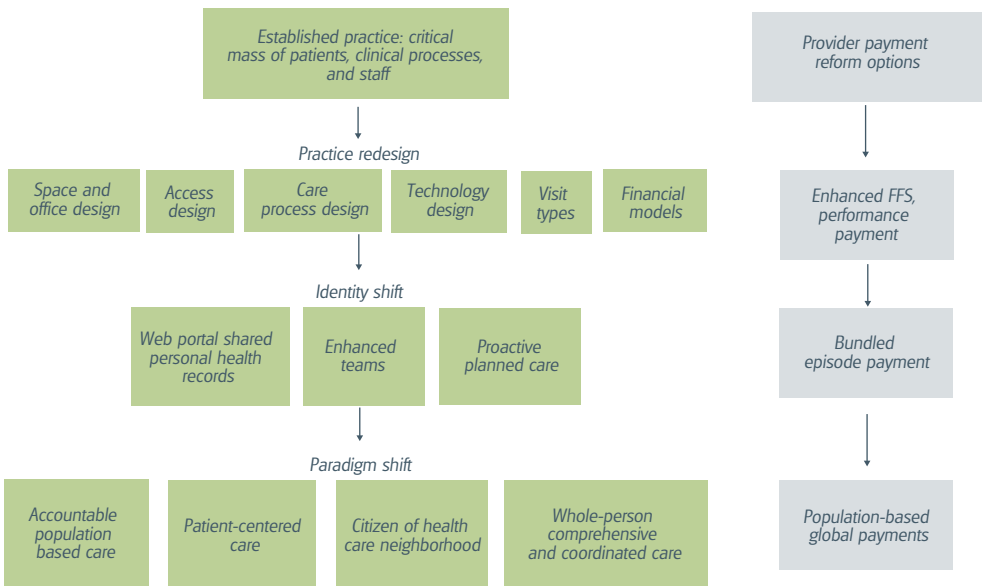 Established practice: critical
mass of patients, clinical processes,
and staff
Provider payment
reform options
Practice redesign
Space and
office design
Access
design
Care
process design
Technology
design
Visit
types
Financial
models
Enhanced FFS,
performance
payment
Identity shift
Web portal shared
personal health
records
Enhanced
teams
Proactive
planned care
Bundled
episode payment
Paradigm shift
Accountable
population
based care
Patient-centered
care
Citizen of health
care neighborhood
Whole-person
comprehensive
and coordinated care
Population-based
global payments